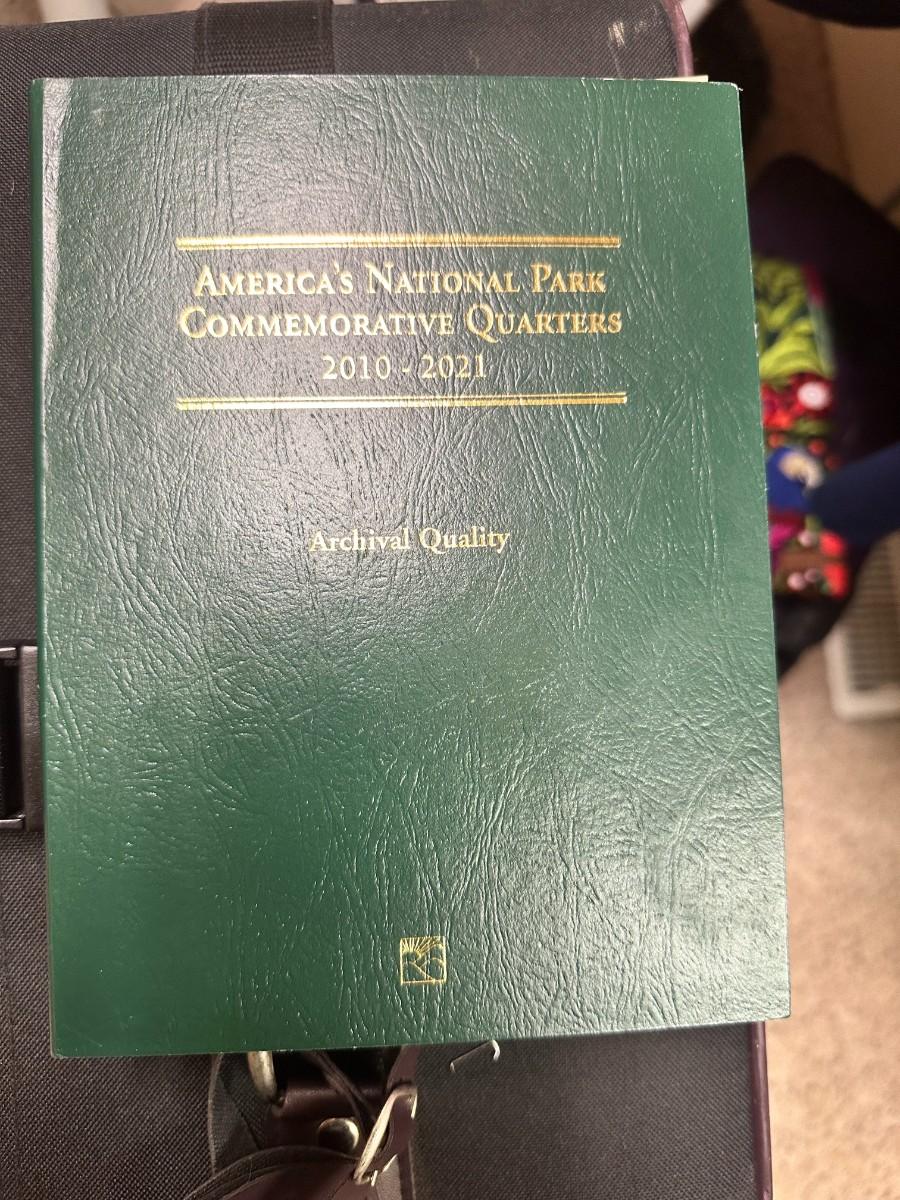 America's National Park
Commemorative Quarters
2010 - 2021
Archival Quality